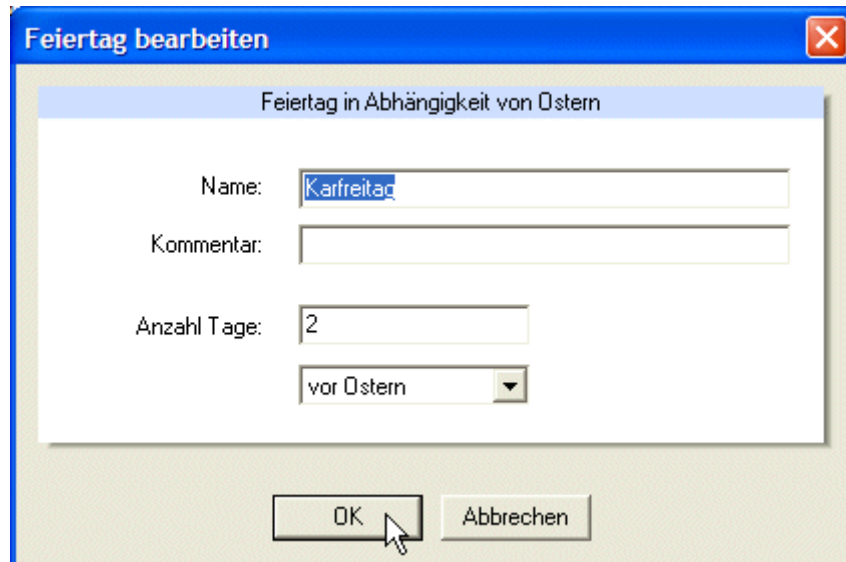 Feiertag bearbeiten
Feiertag in Abhängigkeit von Ostern
Name: Karfreitag
Kommentar:
Anzahl Tage: 2
vor Ostern
OK Abbrechen